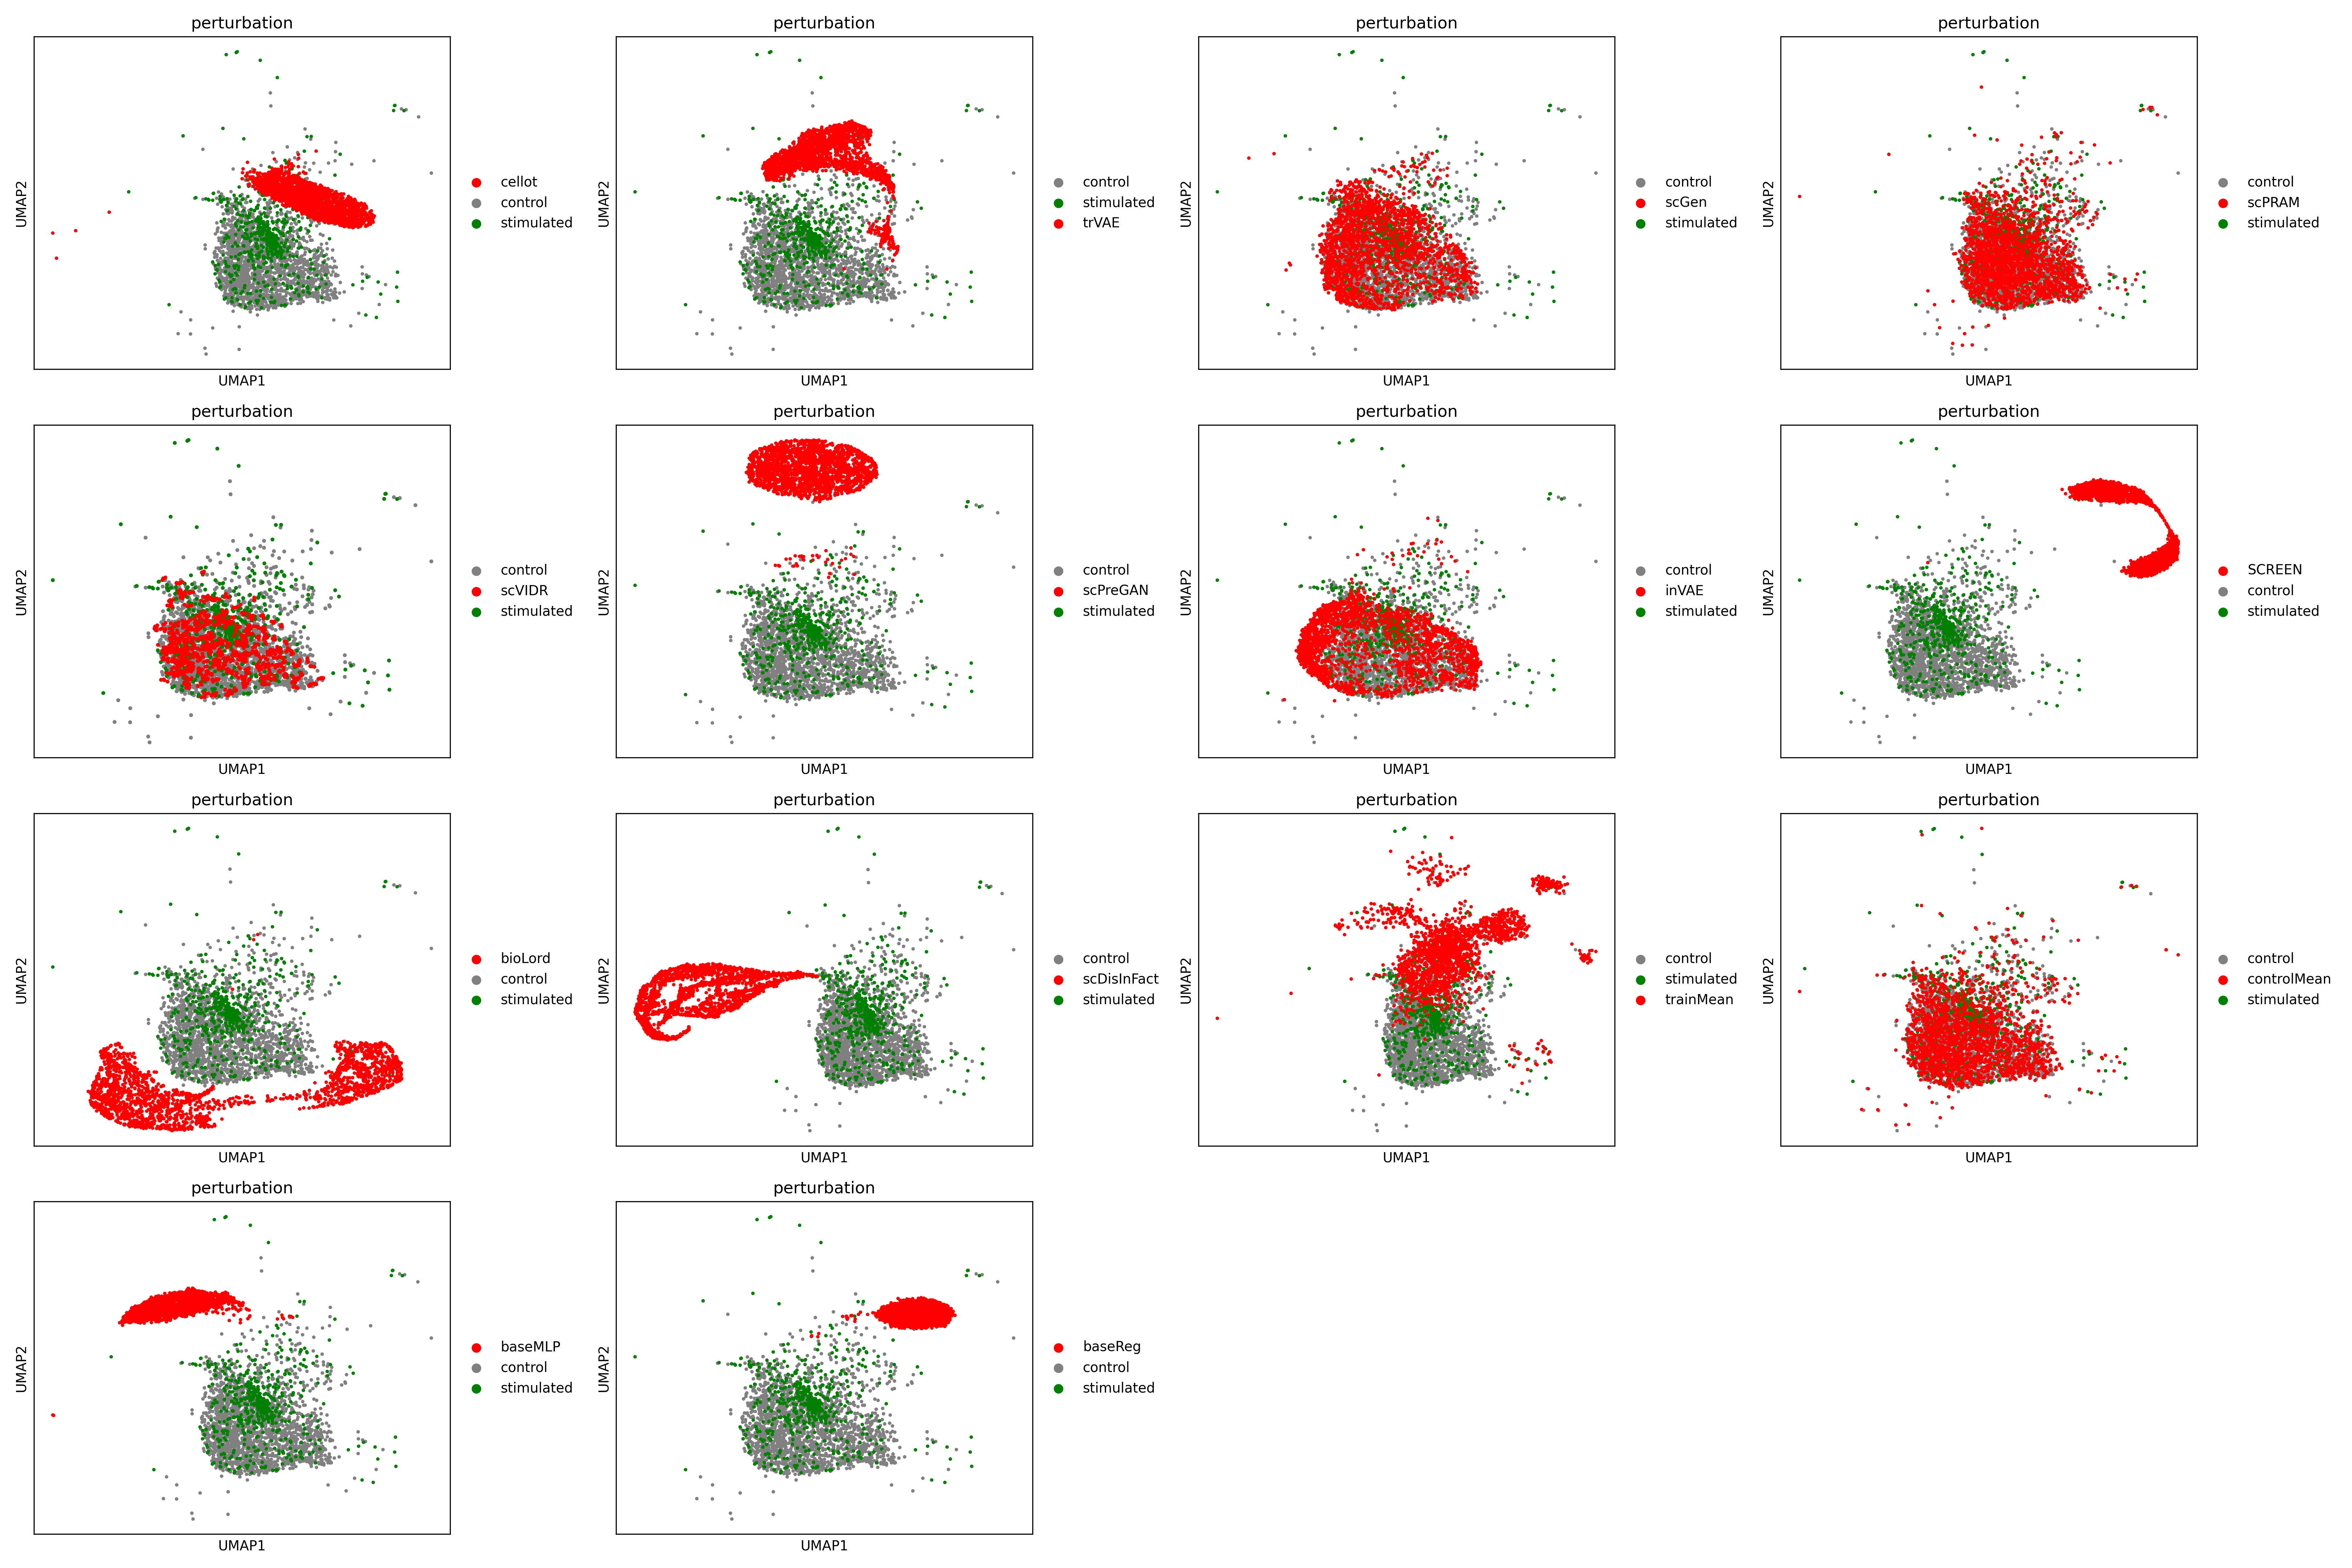 perturbation
UMAP2
cellot
control
stimulated
UMAP1
perturbation
UMAP2
control
stimulated
trVAE
UMAP1
perturbation
UMAP2
control
scGen
stimulated
UMAP1
perturbation
UMAP2
control
scPRAM
stimulated
UMAP1
perturbation
UMAP2
control
scVIDR
stimulated
UMAP1
perturbation
UMAP2
control
scPreGAN
stimulated
UMAP1
perturbation
UMAP2
control
inVAE
stimulated
UMAP1
perturbation
UMAP2
SCREEN
control
stimulated
UMAP1
perturbation
UMAP2
bioLord
control
stimulated
UMAP1
perturbation
UMAP2
control
scDisInFact
stimulated
UMAP1
perturbation
UMAP2
control
stimulated
trainMean
UMAP1
perturbation
UMAP2
control
controlMean
stimulated
UMAP1
perturbation
UMAP2
baseMLP
control
stimulated
UMAP1
perturbation
UMAP2
baseReg
control
stimulated
UMAP1